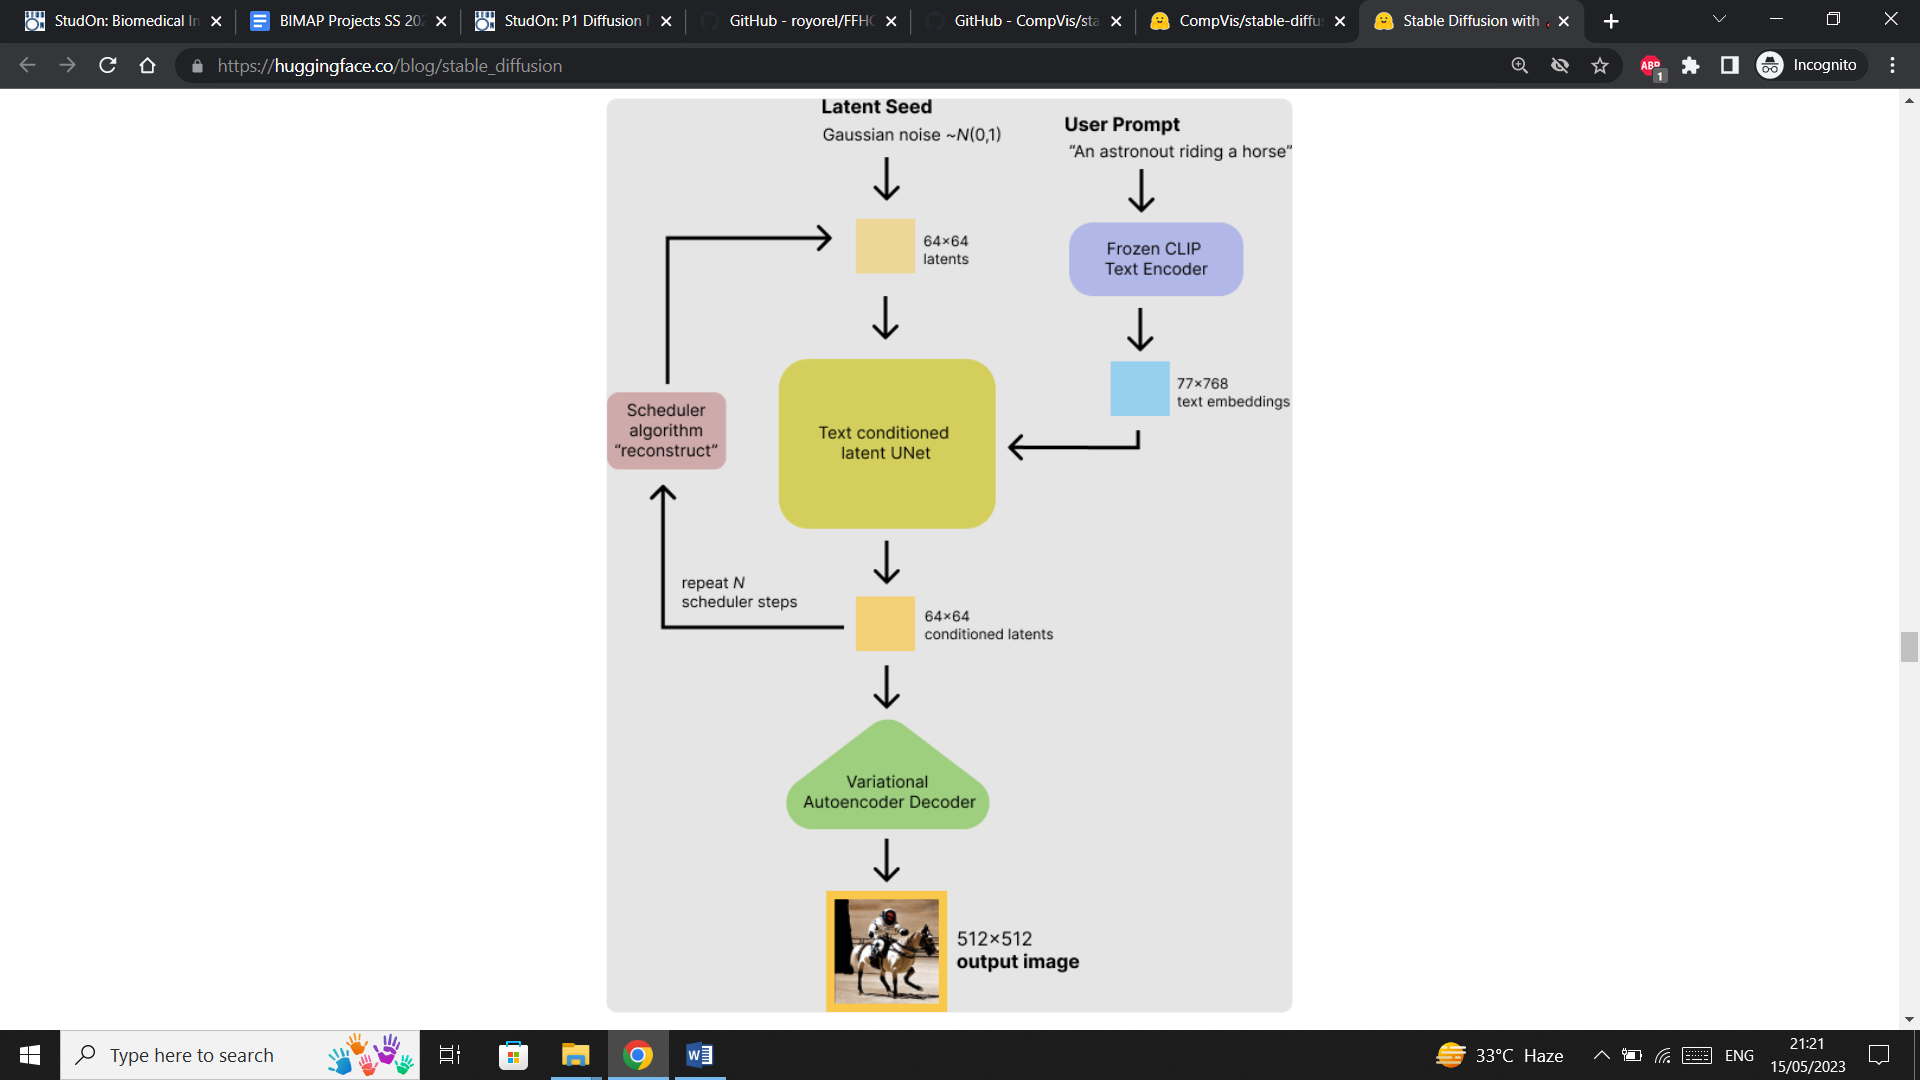 StudOn: Biomedical In
BIMAP Projects SS 202
StudOn: P1 Diffusion
GitHub - royorel/FFH
GitHub - CompVis/sta
CompVis/stable-diffu
Stable Diffusion with
https://huggingface.co/blog/stable_diffusion
ABP
1
Incognito
Latent Seed
Gaussian noise ~N(0,1)
User Prompt
“An astronout riding a horse”
64×64
latents
Frozen CLIP
Text Encoder
77×768
text embeddings
Scheduler
algorithm
“reconstruct”
Text conditioned
latent UNet
repeat N
scheduler steps
64×64
conditioned latents
Variational
Autoencoder Decoder
512×512
output image
Type here to search
33°C Haze
ENG
21:21
15/05/2023